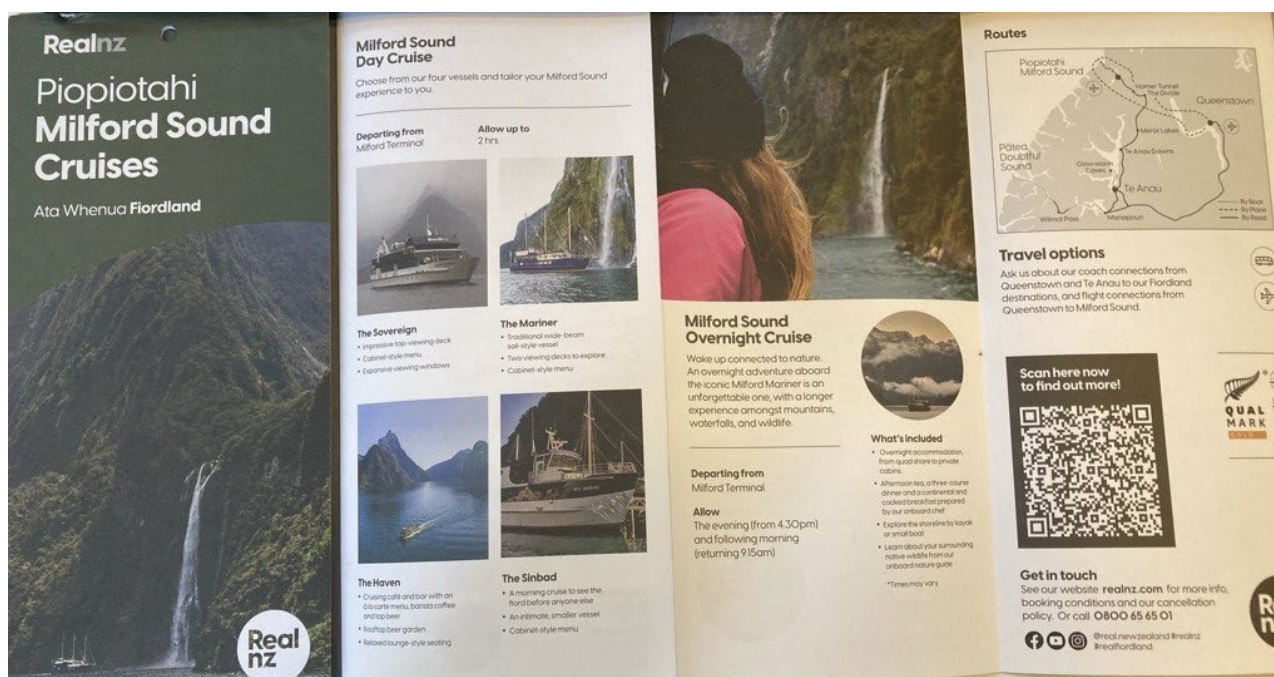 Realnz
Piopiotahi
Milford Sound
Cruises
Ata Whenua Fiordland
Real
nz
Milford Sound
Day Cruise
Choose from our four vessels and tailor your Milford Sound
experience to you.
Departing from
Milford Terminal
Allow up to
2 hrs
The Sovereign
• Impressive top-viewing deck
• Cabinet-style menu
• Expansive viewing windows
The Mariner
• Traditional wide-beam
sail-style vessel
• Two viewing decks to explore
• Cabinet-style menu
The Haven
• Cruising café and bar with an
à la carte menu, barista coffee
and tap beer
• Rooftop beer garden
• Relaxed lounge-style seating
The Sinbad
• A morning cruise to see the
fiord before anyone else
• An intimate, smaller vessel
• Cabinet-style menu
Milford Sound
Overnight Cruise
Wake up connected to nature.
An overnight adventure aboard
the iconic Milford Mariner is an
unforgettable one, with a longer
experience amongst mountains,
waterfalls, and wildlife.
Departing from
Milford Terminal
Allow
The evening (from 4.30pm)
and following morning
(returning 9.15am)
What's included
• Overnight accommodation,
from quad share to private
cabins
• Afternoon tea, a three-course
dinner and a continental and
cooked breakfast prepared
by our onboard chef
• Explore the shoreline by kayak
or small boat
• Learn about your surrounding
native wildlife from our
onboard nature guide
*Times may vary
Routes
Piopiotahi
Milford Sound
Homer Tunnel
The Divide
Queenstown
Mirror Lakes
Pātea
Doubtful
Sound
Te Anau Downs
Glowworm
Caves
Te Anau
Wilmot Pass
Manapouri
By Boat
By Plane
By Road
Travel options
Ask us about our coach connections from
Queenstown and Te Anau to our Fiordland
destinations, and flight connections from
Queenstown to Milford Sound.
Scan here now
to find out more!
QUAL
MARK
GOLD
Get in touch
See our website realnz.com for more info,
booking conditions and our cancellation
policy. Or call 0800 65 65 01
@real.newzealand #realnz
#realfiordland